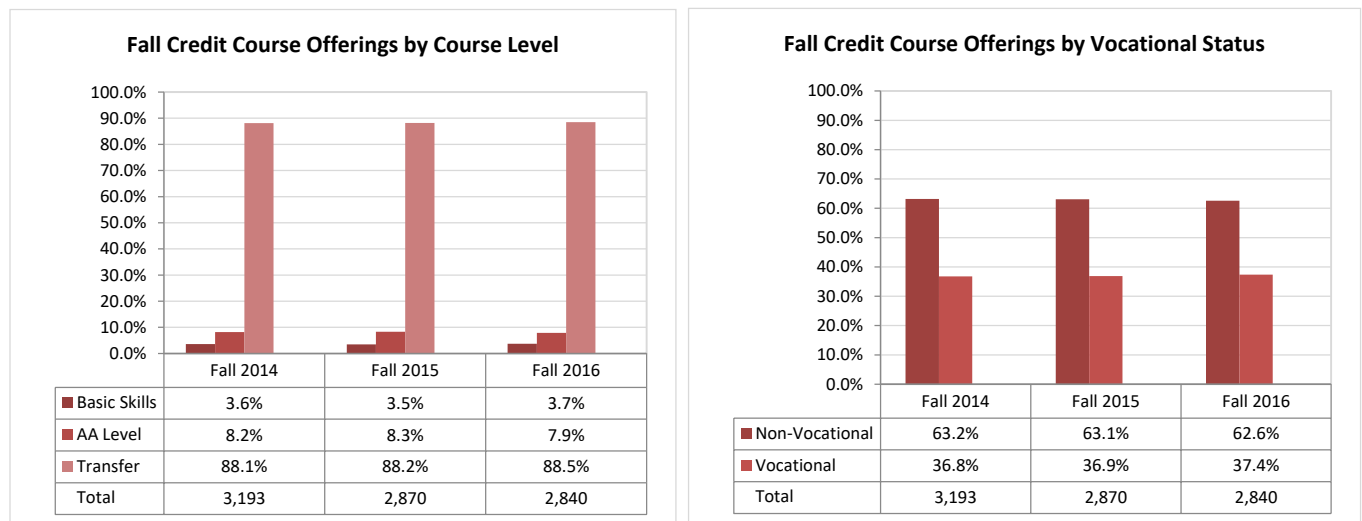 Fall Credit Course Offerings by Course Level
100.0%
90.0%
80.0%
70.0%
60.0%
50.0%
40.0%
30.0%
20.0%
10.0%
0.0%
Fall 2014 Fall 2015 Fall 2016
Basic Skills 3.6% 3.5% 3.7%
AA Level 8.2% 8.3% 7.9%
Transfer 88.1% 88.2% 88.5%
Total 3,193 2,870 2,840
Fall Credit Course Offerings by Vocational Status
100.0%
90.0%
80.0%
70.0%
60.0%
50.0%
40.0%
30.0%
20.0%
10.0%
0.0%
Fall 2014 Fall 2015 Fall 2016
Non-Vocational 63.2% 63.1% 62.6%
Vocational 36.8% 36.9% 37.4%
Total 3,193 2,870 2,840